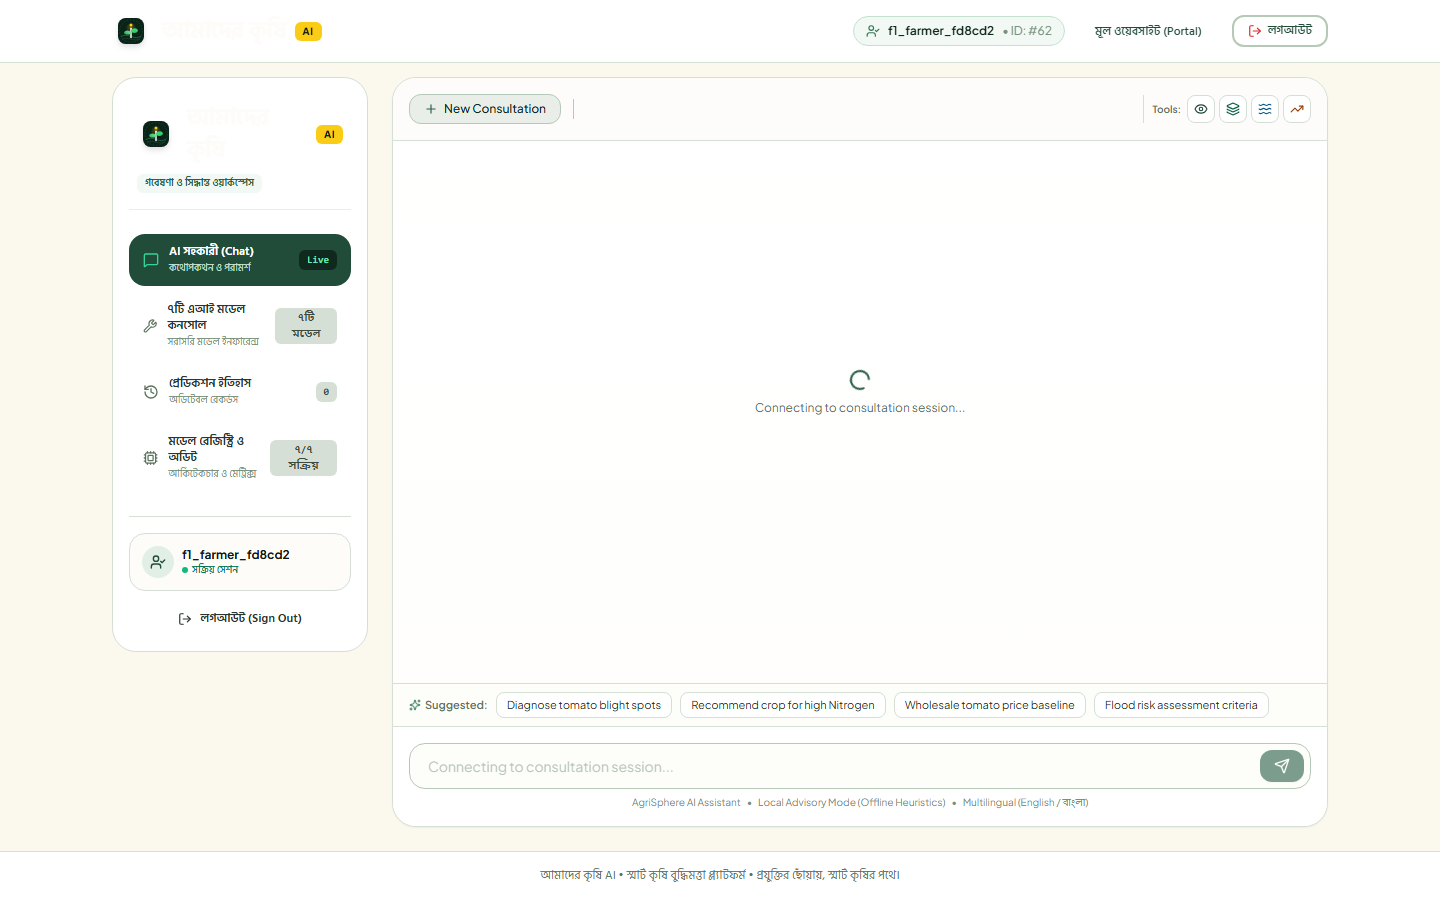 আমাদের কৃষি AI
f1_farmer_fd8cd2 • ID: #62
মূল ওয়েবসাইট (Portal)
লগআউট
আমাদের
কৃষি
AI
গবেষণা ও সিদ্ধান্ত ওয়ার্কস্পেস
AI সহকারী (Chat)
কথোপকথন ও পরামর্শ
Live
৭টি এআই মডেল
কনসোল
সরাসরি মডেল ইনফারেন্স
৭টি
মডেল
প্রেডিকশন ইতিহাস
অডিটেবল রেকর্ডস
0
মডেল রেজিস্ট্রি ও
অডিট
আর্কিটেকচার ও মেট্রিক্স
৭/৭
সক্রিয়
f1_farmer_fd8cd2
সক্রিয় সেশন
লগআউট (Sign Out)
New Consultation
Tools:
Connecting to consultation session...
Suggested:
Diagnose tomato blight spots
Recommend crop for high Nitrogen
Wholesale tomato price baseline
Flood risk assessment criteria
Connecting to consultation session...
AgriSphere AI Assistant • Local Advisory Mode (Offline Heuristics) • Multilingual (English / বাংলা)
আমাদের কৃষি AI • স্মার্ট কৃষি বুদ্ধিমত্তা প্ল্যাটফর্ম • প্রযুক্তির ছোঁয়ায়, স্মার্ট কৃষির পথে।